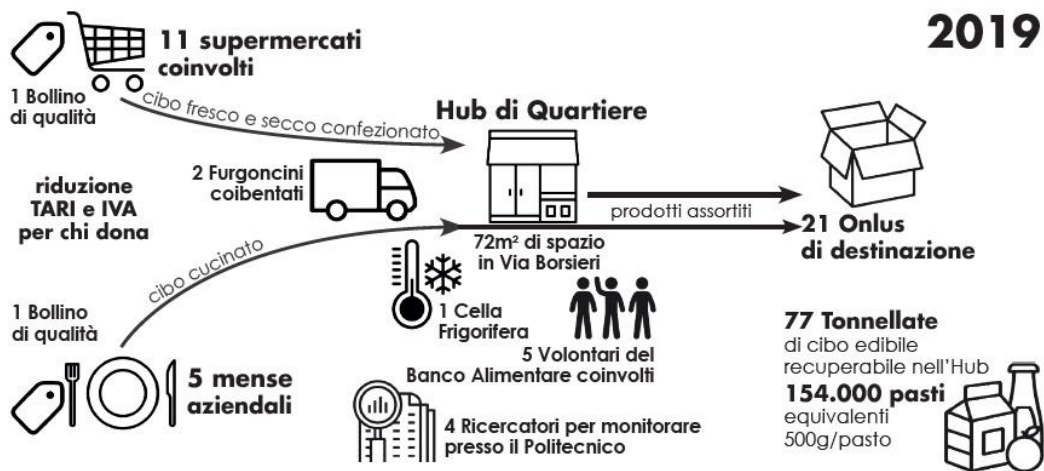 2019
11 supermercati
coinvolti
1 Bollino
di qualità
cibo fresco e secco confezionato
Hub di Quartiere
2 Furgoncini
coibentati
riduzione
TARI e IVA
per chi dona
prodotti assortiti
21 Onlus
di destinazione
72m² di spazio
in Via Borsieri
cibo cucinato
1 Cella
Frigorifera
1 Bollino
di qualità
5 mense
aziendali
5 Volontari del
Banco Alimentare coinvolti
4 Ricercatori per monitorare
presso il Politecnico
77 Tonnellate
di cibo edibile
recuperabile nell'Hub
154.000 pasti
equivalenti
500g/pasto